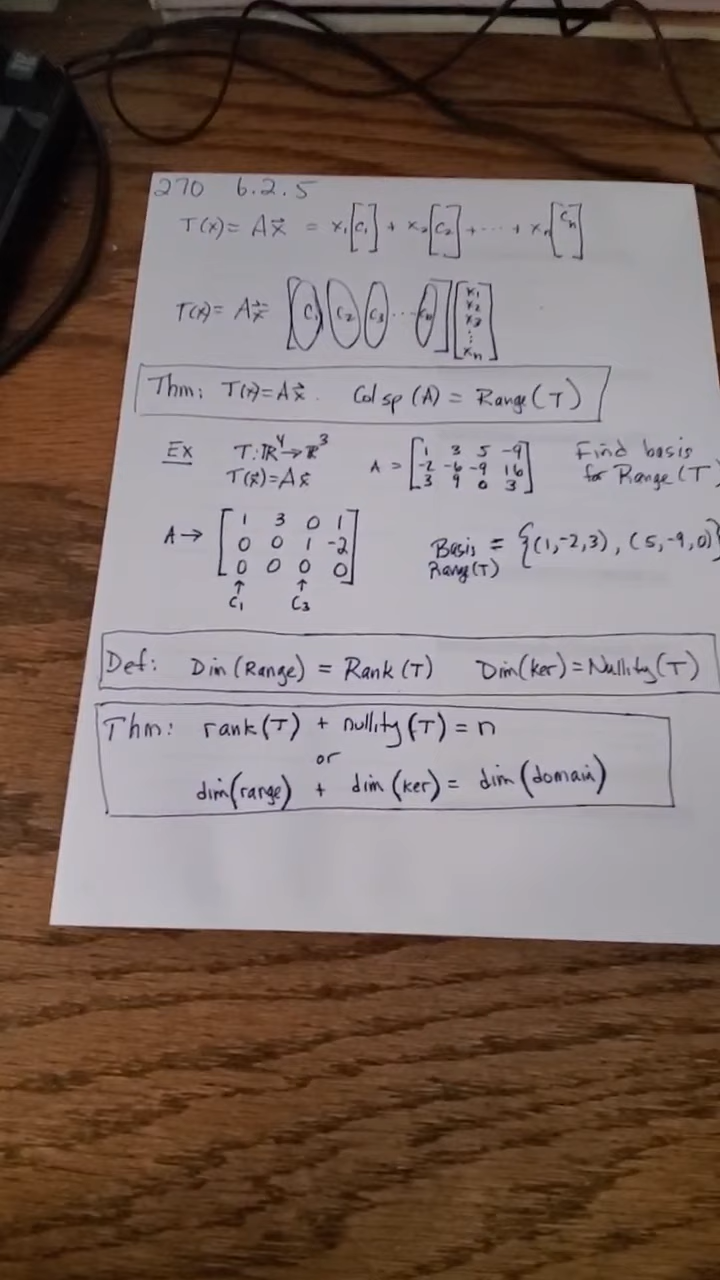 270 6.2.5
T(x) = Ax⃗ = x₁[c₁] + x₂[c₂] + ... + xₙ[cₙ]
T(x) = Ax⃗ [c₁ c₂ c₃ ... cₙ][x₁ x₂ x₃ ⋮ xₙ]
Thm: T(x) = Ax⃗. Col sp (A) = Range (T)
Ex T: ℝ⁴→ℝ³ A = [1 3 5 -9 Find basis
T(x⃗) = Ax⃗ -2 -6 -9 16 for Range (T)
3 9 0 3]
A → [1 3 0 1
0 0 1 -2 Basis = {(1,-2,3), (5,-9,0)}
0 0 0 0] Range(T)
↑ ↑
C₁ C₃
Def: Dim (Range) = Rank (T) Dim(ker) = Nullity (T)
Thm: rank(T) + nullity (T) = n
or
dim(range) + dim (ker) = dim (domain)